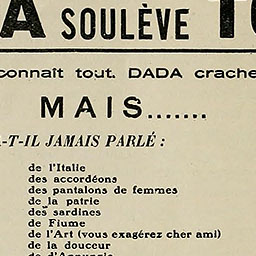 A SOULÈVE TO
connaît tout. DADA crache
MAIS.......
A-T-IL JAMAIS PARLÉ :
de l'Italie
des accordéons
des pantalons de femmes
de la patrie
des sardines
de Fiume
de l'Art (vous exagérez cher ami)
de la douceur
de d'Annunzio